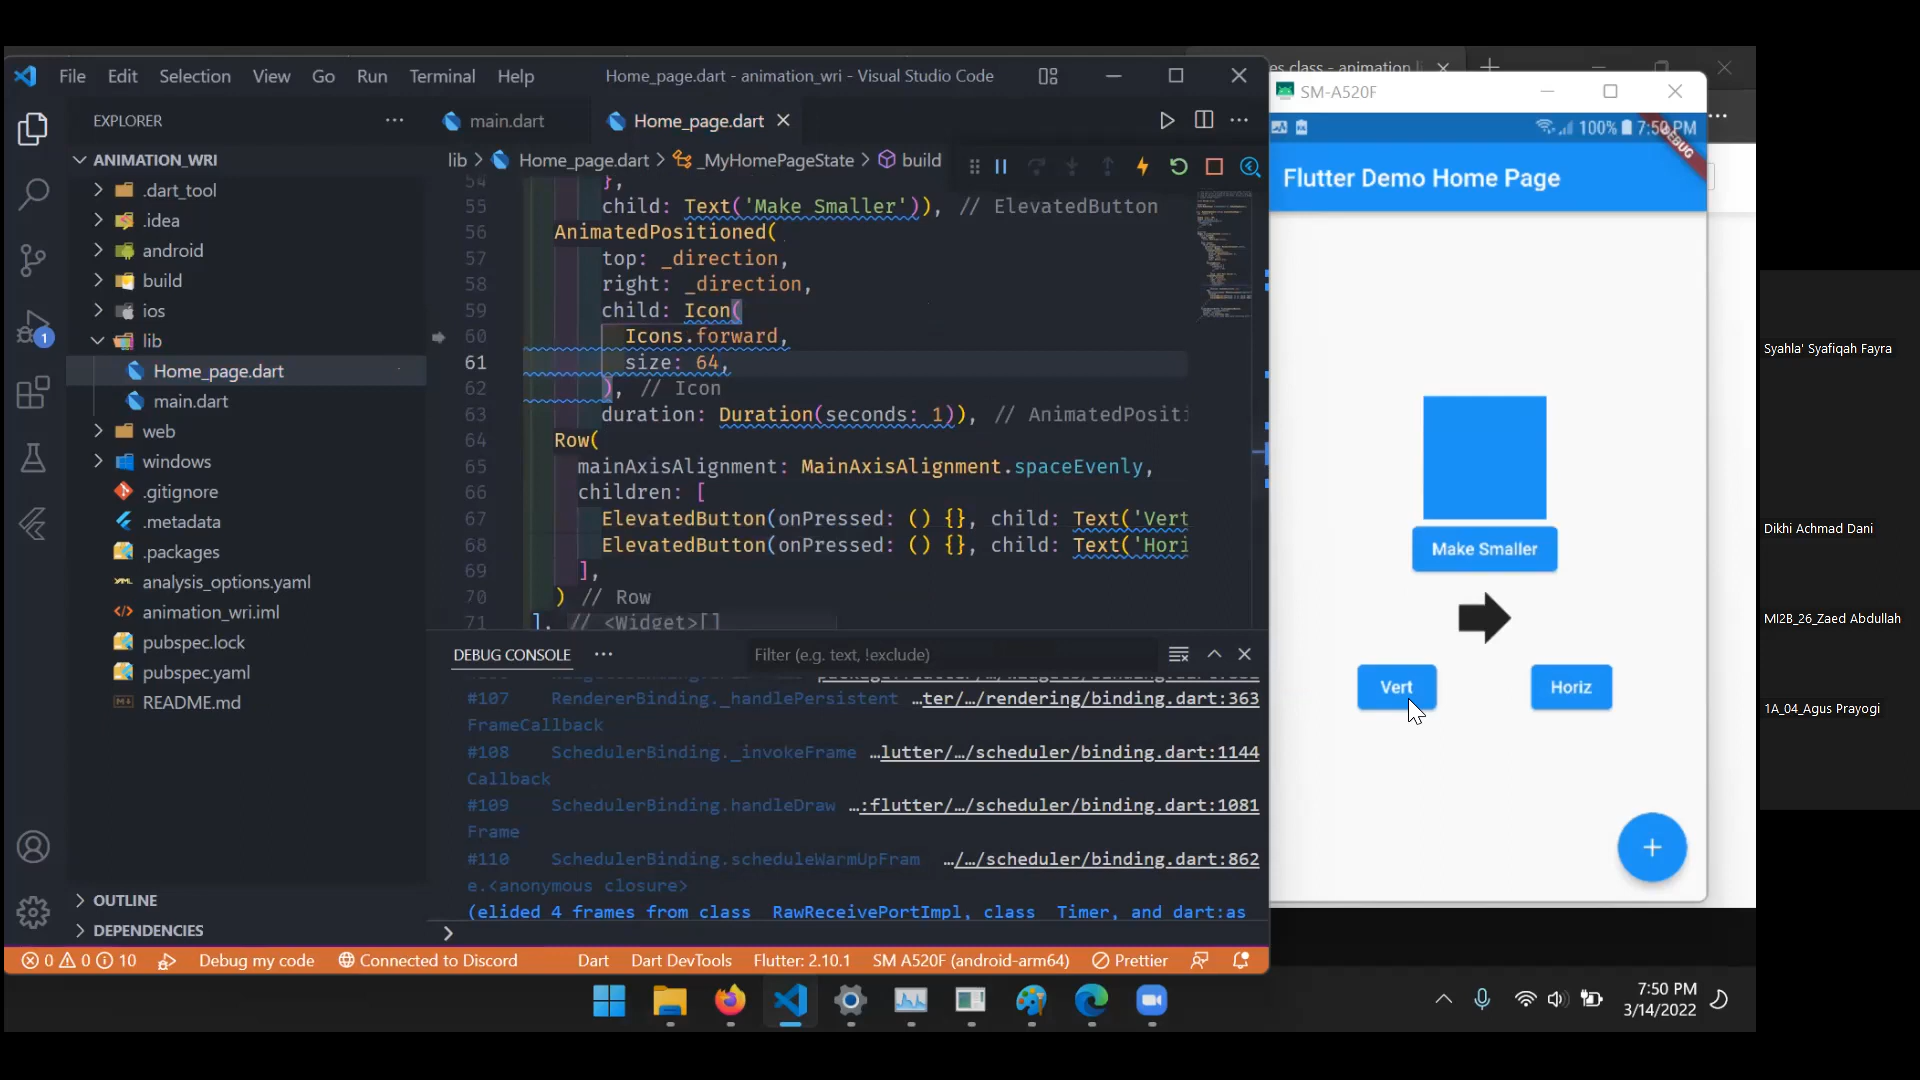 File Edit Selection View Go Run Terminal Help
Home_page.dart - animation_wri - Visual Studio Code
EXPLORER
ANIMATION_WRI
.dart_tool
.idea
android
build
ios
lib
Home_page.dart
main.dart
web
windows
.gitignore
.metadata
.packages
analysis_options.yaml
animation_wri.iml
pubspec.lock
pubspec.yaml
README.md
OUTLINE
DEPENDENCIES
1
main.dart
Home_page.dart
lib > Home_page.dart > _MyHomePageState > build
54 },
55 child: Text('Make Smaller')), // ElevatedButton
56 AnimatedPositioned(
57 top: _direction,
58 right: _direction,
59 child: Icon(
60 Icons.forward,
61 size: 64,
62 ), // Icon
63 duration: Duration(seconds: 1)), // AnimatedPositi
64 Row(
65 mainAxisAlignment: MainAxisAlignment.spaceEvenly,
66 children: [
67 ElevatedButton(onPressed: () {}, child: Text('Vert
68 ElevatedButton(onPressed: () {}, child: Text('Hori
69 ],
70 ) // Row
71 ], // <Widget>[]
DEBUG CONSOLE
Filter (e.g. text, !exclude)
#107 RendererBinding._handlePersistent …ter/…/rendering/binding.dart:363
FrameCallback
#108 SchedulerBinding._invokeFrame …lutter/…/scheduler/binding.dart:1144
Callback
#109 SchedulerBinding.handleDraw …:flutter/…/scheduler/binding.dart:1081
Frame
#110 SchedulerBinding.scheduleWarmUpFram …/…/scheduler/binding.dart:862
e.<anonymous closure>
(elided 4 frames from class _RawReceivePortImpl, class _Timer, and dart:as
0 0 10 Debug my code Connected to Discord Dart Dart DevTools Flutter: 2.10.1 SM A520F (android-arm64) Prettier
es class - animation l
SM-A520F
100% 7:50 PM
DEBUG
Flutter Demo Home Page
Make Smaller
Vert
Horiz
+
Syahla' Syafiqah Fayra
Dikhi Achmad Dani
MI2B_26_Zaed Abdullah
1A_04_Agus Prayogi
7:50 PM
3/14/2022